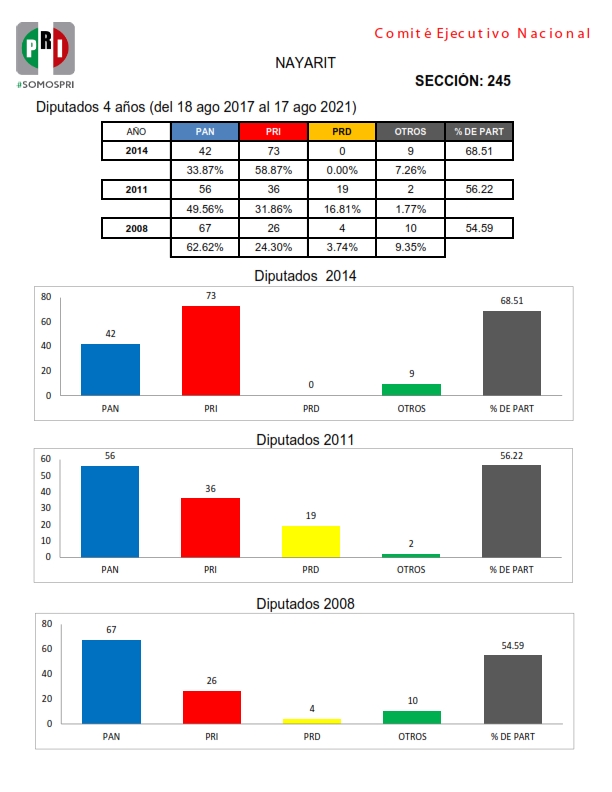 Comité Ejecutivo Nacional
PRI
#SOMOSPRI
NAYARIT
SECCIÓN: 245
Diputados 4 años (del 18 ago 2017 al 17 ago 2021)
AÑO PAN PRI PRD OTROS % DE PART
2014 42 73 0 9 68.51
33.87% 58.87% 0.00% 7.26%
2011 56 36 19 2 56.22
49.56% 31.86% 16.81% 1.77%
2008 67 26 4 10 54.59
62.62% 24.30% 3.74% 9.35%
Diputados 2014
80
60
40
20
0
42
73
0
9
68.51
PAN PRI PRD OTROS % DE PART
Diputados 2011
60
50
40
30
20
10
0
56
36
19
2
56.22
PAN PRI PRD OTROS % DE PART
Diputados 2008
80
60
40
20
0
67
26
4
10
54.59
PAN PRI PRD OTROS % DE PART